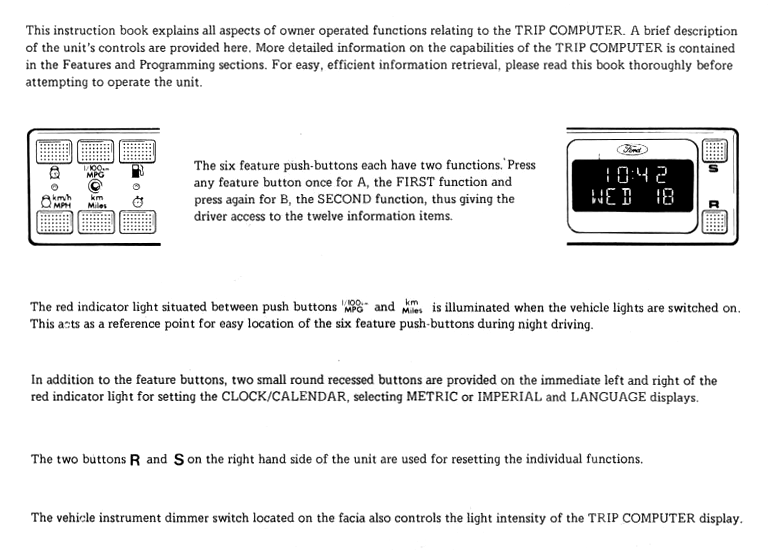 This instruction book explains all aspects of owner operated functions relating to the TRIP COMPUTER. A brief description
of the unit's controls are provided here. More detailed information on the capabilities of the TRIP COMPUTER is contained
in the Features and Programming sections. For easy, efficient information retrieval, please read this book thoroughly before
attempting to operate the unit.
l/100km
MPG
km/h
MPH
km
Miles
The six feature push-buttons each have two functions. Press
any feature button once for A, the FIRST function and
press again for B, the SECOND function, thus giving the
driver access to the twelve information items.
Ford
10:42
WED 18
S
R
The red indicator light situated between push buttons l/100km MPG and km Miles is illuminated when the vehicle lights are switched on.
This acts as a reference point for easy location of the six feature push-buttons during night driving.
In addition to the feature buttons, two small round recessed buttons are provided on the immediate left and right of the
red indicator light for setting the CLOCK/CALENDAR, selecting METRIC or IMPERIAL and LANGUAGE displays.
The two buttons R and S on the right hand side of the unit are used for resetting the individual functions.
The vehicle instrument dimmer switch located on the facia also controls the light intensity of the TRIP COMPUTER display.